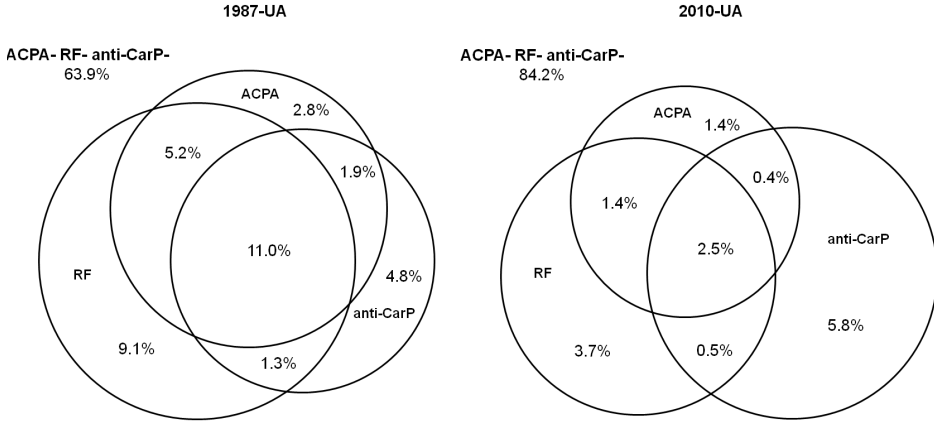 1987-UA
ACPA- RF- anti-CarP-
63.9%
ACPA
2.8%
5.2%
1.9%
11.0%
RF
4.8%
anti-CarP
9.1%
1.3%
2010-UA
ACPA- RF- anti-CarP-
84.2%
ACPA
1.4%
0.4%
1.4%
2.5%
anti-CarP
RF
5.8%
3.7%
0.5%